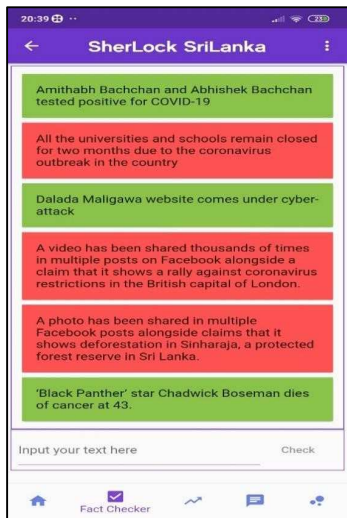 20:39
23
SherLock SriLanka
Amithabh Bachchan and Abhishek Bachchan
tested positive for COVID-19
All the universities and schools remain closed
for two months due to the coronavirus
outbreak in the country
Dalada Maligawa website comes under cyber-
attack
A video has been shared thousands of times
in multiple posts on Facebook alongside a
claim that it shows a rally against coronavirus
restrictions in the British capital of London.
A photo has been shared in multiple
Facebook posts alongside claims that it
shows deforestation in Sinharaja, a protected
forest reserve in Sri Lanka.
‘Black Panther’ star Chadwick Boseman dies
of cancer at 43.
Input your text here
Check
Fact Checker